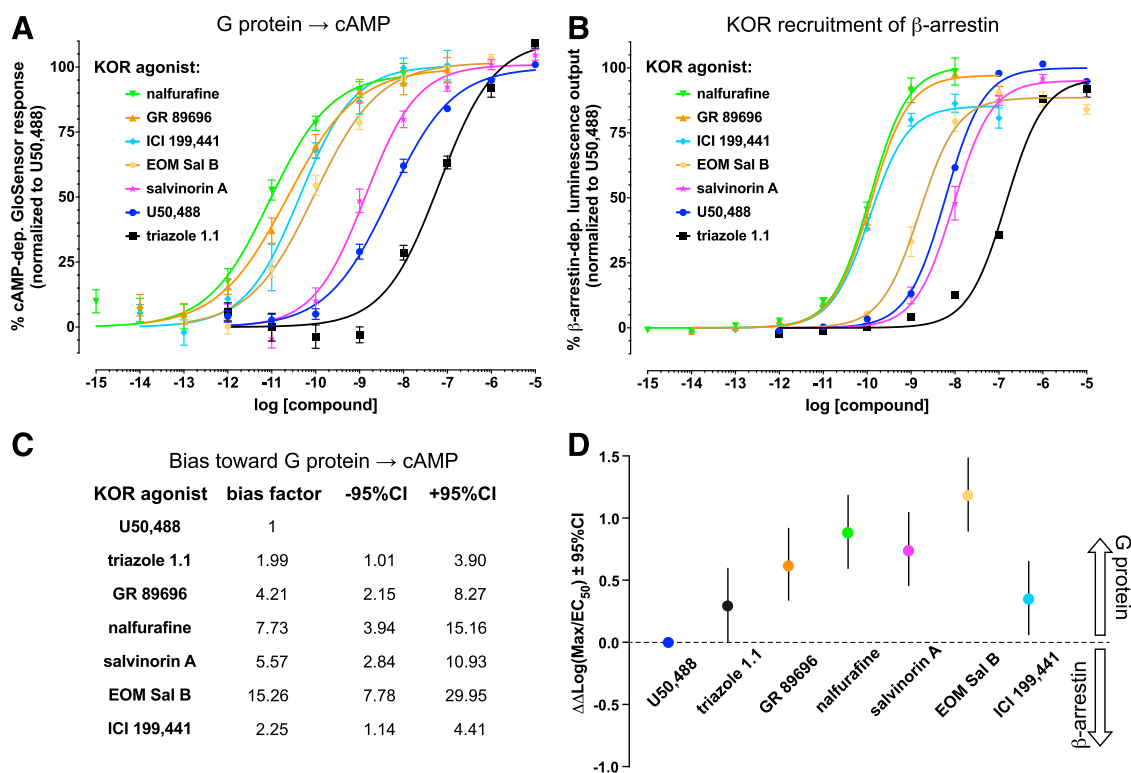 A
G protein → cAMP
% cAMP-dep. GloSensor response
(normalized to U50,488)
100
75
50
25
0
KOR agonist:
nalfurafine
GR 89696
ICI 199,441
EOM Sal B
salvinorin A
U50,488
triazole 1.1
-15 -14 -13 -12 -11 -10 -9 -8 -7 -6 -5
log [compound]
B
KOR recruitment of β-arrestin
% β-arrestin-dep. luminescence output
(normalized to U50,488)
100
75
50
25
0
KOR agonist:
nalfurafine
GR 89696
ICI 199,441
EOM Sal B
salvinorin A
U50,488
triazole 1.1
-15 -14 -13 -12 -11 -10 -9 -8 -7 -6 -5
log [compound]
C
Bias toward G protein → cAMP
KOR agonist bias factor -95%CI +95%CI
U50,488 1
triazole 1.1 1.99 1.01 3.90
GR 89696 4.21 2.15 8.27
nalfurafine 7.73 3.94 15.16
salvinorin A 5.57 2.84 10.93
EOM Sal B 15.26 7.78 29.95
ICI 199,441 2.25 1.14 4.41
D
ΔΔLog(Max/EC50) ± 95%CI
1.5
1.0
0.5
0.0
-0.5
-1.0
U50,488
triazole 1.1
GR 89696
nalfurafine
salvinorin A
EOM Sal B
ICI 199,441
G protein
β-arrestin